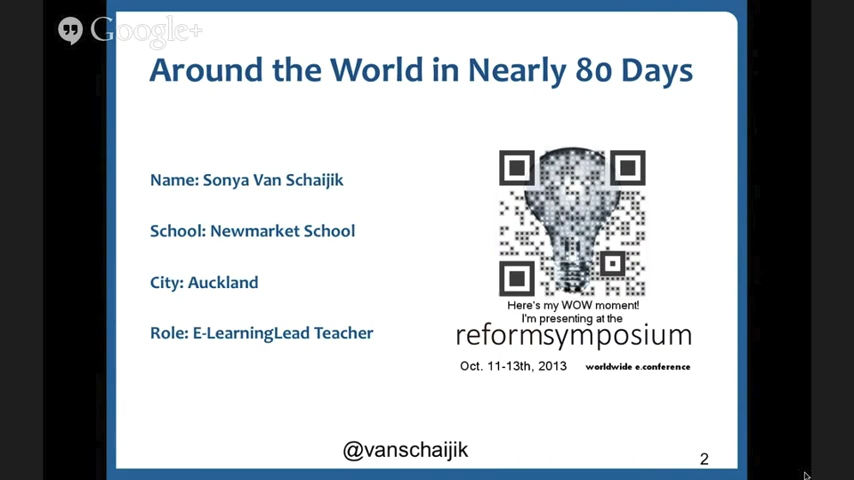 Google+
Around the World in Nearly 80 Days
Name: Sonya Van Schaijik
School: Newmarket School
City: Auckland
Role: E-LearningLead Teacher
Here's my WOW moment!
I'm presenting at the
reformsymposium
Oct. 11-13th, 2013 worldwide e.conference
@vanschaijik
2